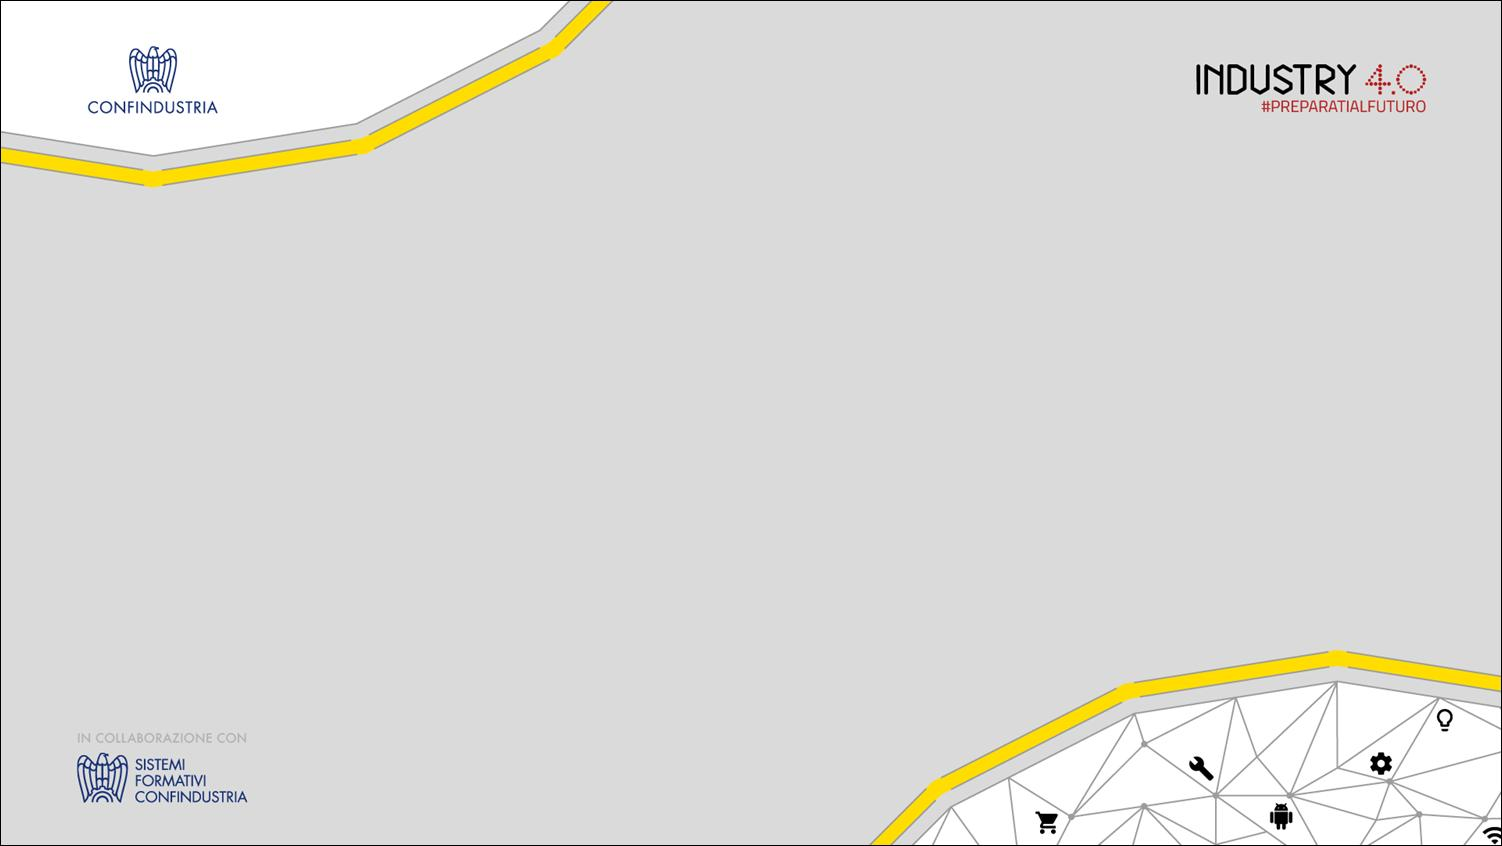 CONFINDUSTRIA
INDUSTRY 4.0
#PREPARATIALFUTURO
IN COLLABORAZIONE CON
SISTEMI
FORMATIVI
CONFINDUSTRIA